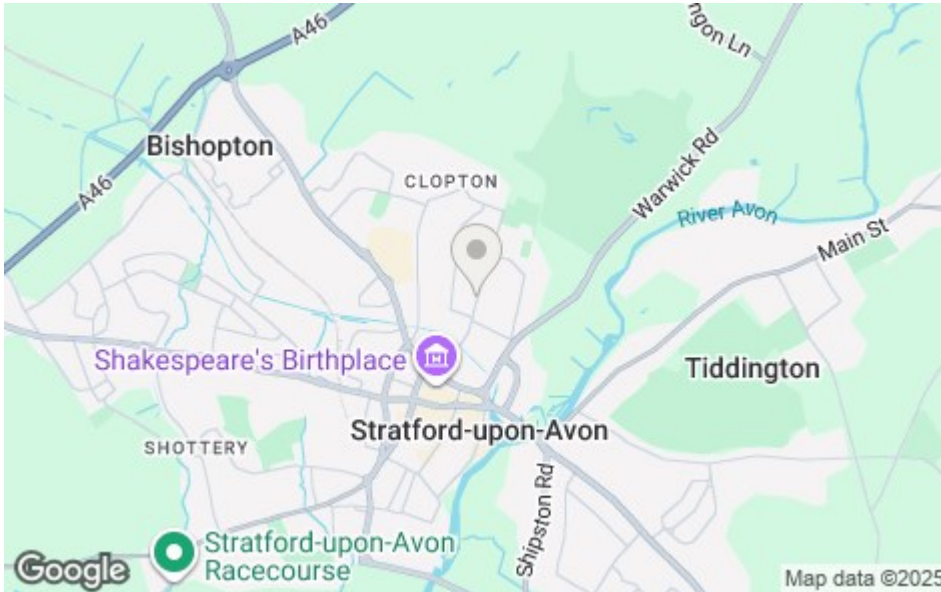 A46
ngon Ln
Bishopton
CLOPTON
Warwick Rd
A46
River Avon
Main St
Shakespeare's Birthplace
Tiddington
Stratford-upon-Avon
SHOTTERY
Shipston Rd
Stratford-upon-Avon
Racecourse
Google
Map data ©2025